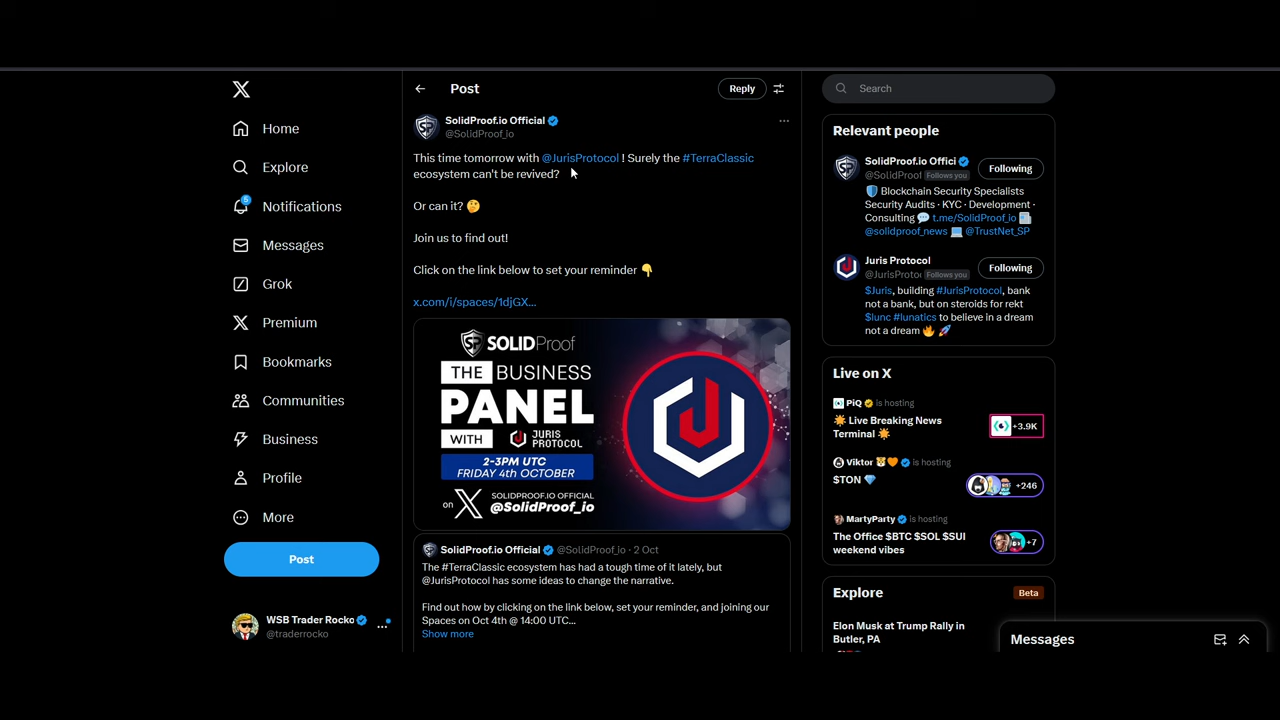 Home
Explore
5
Notifications
Messages
Grok
Premium
Bookmarks
Communities
Business
Profile
More
Post
WSB Trader Rocko
@traderrocko
Post
Reply
SolidProof.io Official
@SolidProof_io
This time tomorrow with @JurisProtocol ! Surely the #TerraClassic
ecosystem can't be revived?
Or can it? 🤔
Join us to find out!
Click on the link below to set your reminder 👇
x.com/i/spaces/1djGX...
SOLIDProof
THE BUSINESS
PANEL
WITH JURIS
PROTOCOL
2-3PM UTC
FRIDAY 4TH OCTOBER
on X SOLIDPROOF.IO OFFICIAL
@SolidProof_io
SolidProof.io Official @SolidProof_io · 2 Oct
The #TerraClassic ecosystem has had a tough time of it lately, but
@JurisProtocol has some ideas to change the narrative.
Find out how by clicking on the link below, set your reminder, and joining our
Spaces on Oct 4th @ 14:00 UTC...
Show more
Search
Relevant people
SolidProof.io Offici
@SolidProof Follows you
Following
🛡️ Blockchain Security Specialists
Security Audits · KYC · Development ·
Consulting 💬 t.me/SolidProof_io 📰
@solidproof_news 💻 @TrustNet_SP
Juris Protocol
@JurisProto Follows you
Following
$Juris, building #JurisProtocol, bank
not a bank, but on steroids for rekt
$lunc #lunatics to believe in a dream
not a dream 🔥 🚀
Live on X
PiQ is hosting
☀️ Live Breaking News
Terminal ☀️
+3.9K
Viktor is hosting
$TON 💎
+246
MartyParty is hosting
The Office $BTC $SOL $SUI
weekend vibes
+7
Explore
Beta
Elon Musk at Trump Rally in
Butler, PA
Messages